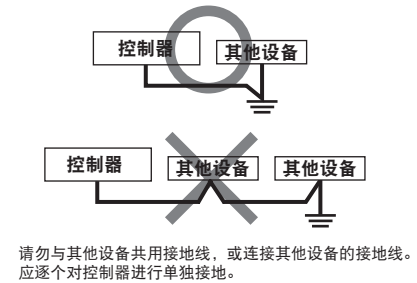 控制器 其他设备
控制器 其他设备 其他设备
请勿与其他设备共用接地线，或连接其他设备的接地线。
应逐个对控制器进行单独接地。